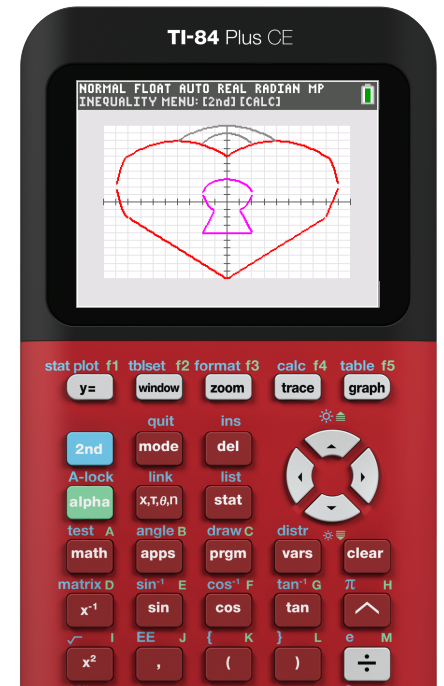 TI-84 Plus CE
NORMAL FLOAT AUTO REAL RADIAN MP
INEQUALITY MENU:[2nd][CALC]
stat plot f1 tblset f2 format f3 calc f4 table f5
y= window zoom trace graph
quit ins
2nd mode del
A-lock link list
alpha X,T,θ,n stat
test A angle B draw C distr
math apps prgm vars clear
matrix D sin⁻¹ E cos⁻¹ F tan⁻¹ G π H
x⁻¹ sin cos tan ^
√ I EE J { K } L e M
x² , ( ) ÷